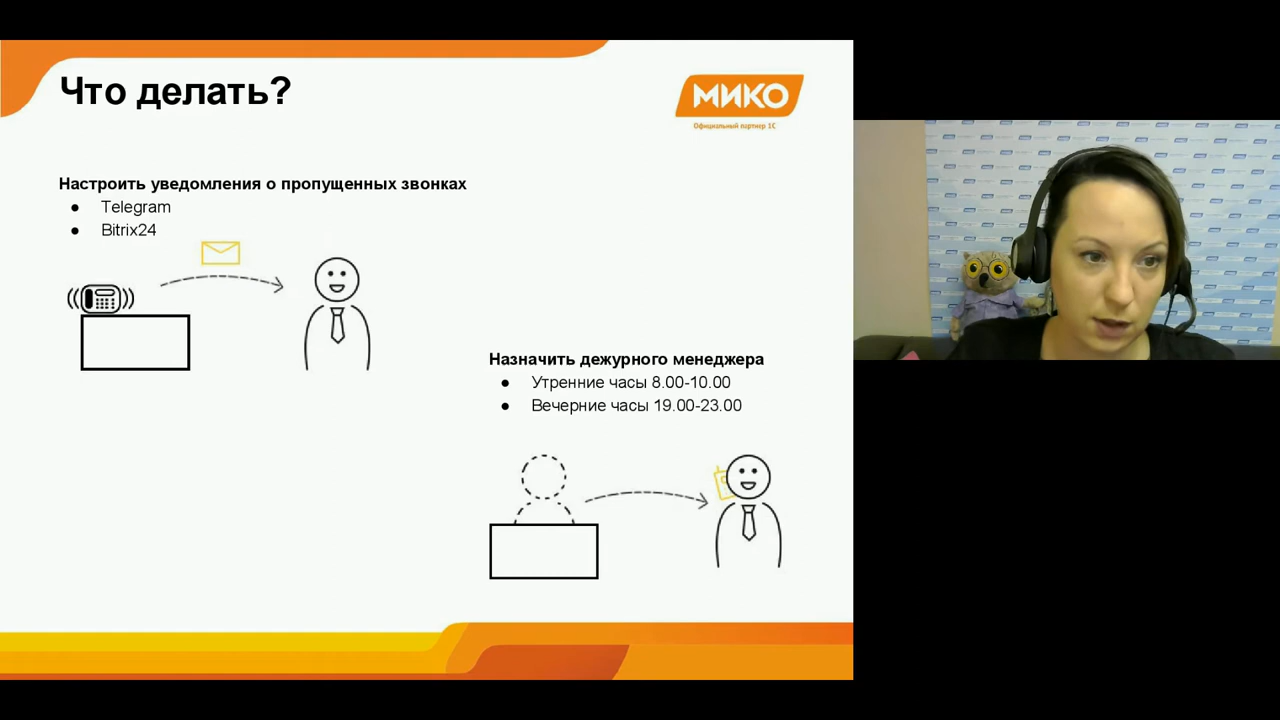 Что делать?
МИКО
Официальный партнер 1С
Настроить уведомления о пропущенных звонках
● Telegram
● Bitrix24
Назначить дежурного менеджера
● Утренние часы 8.00-10.00
● Вечерние часы 19.00-23.00